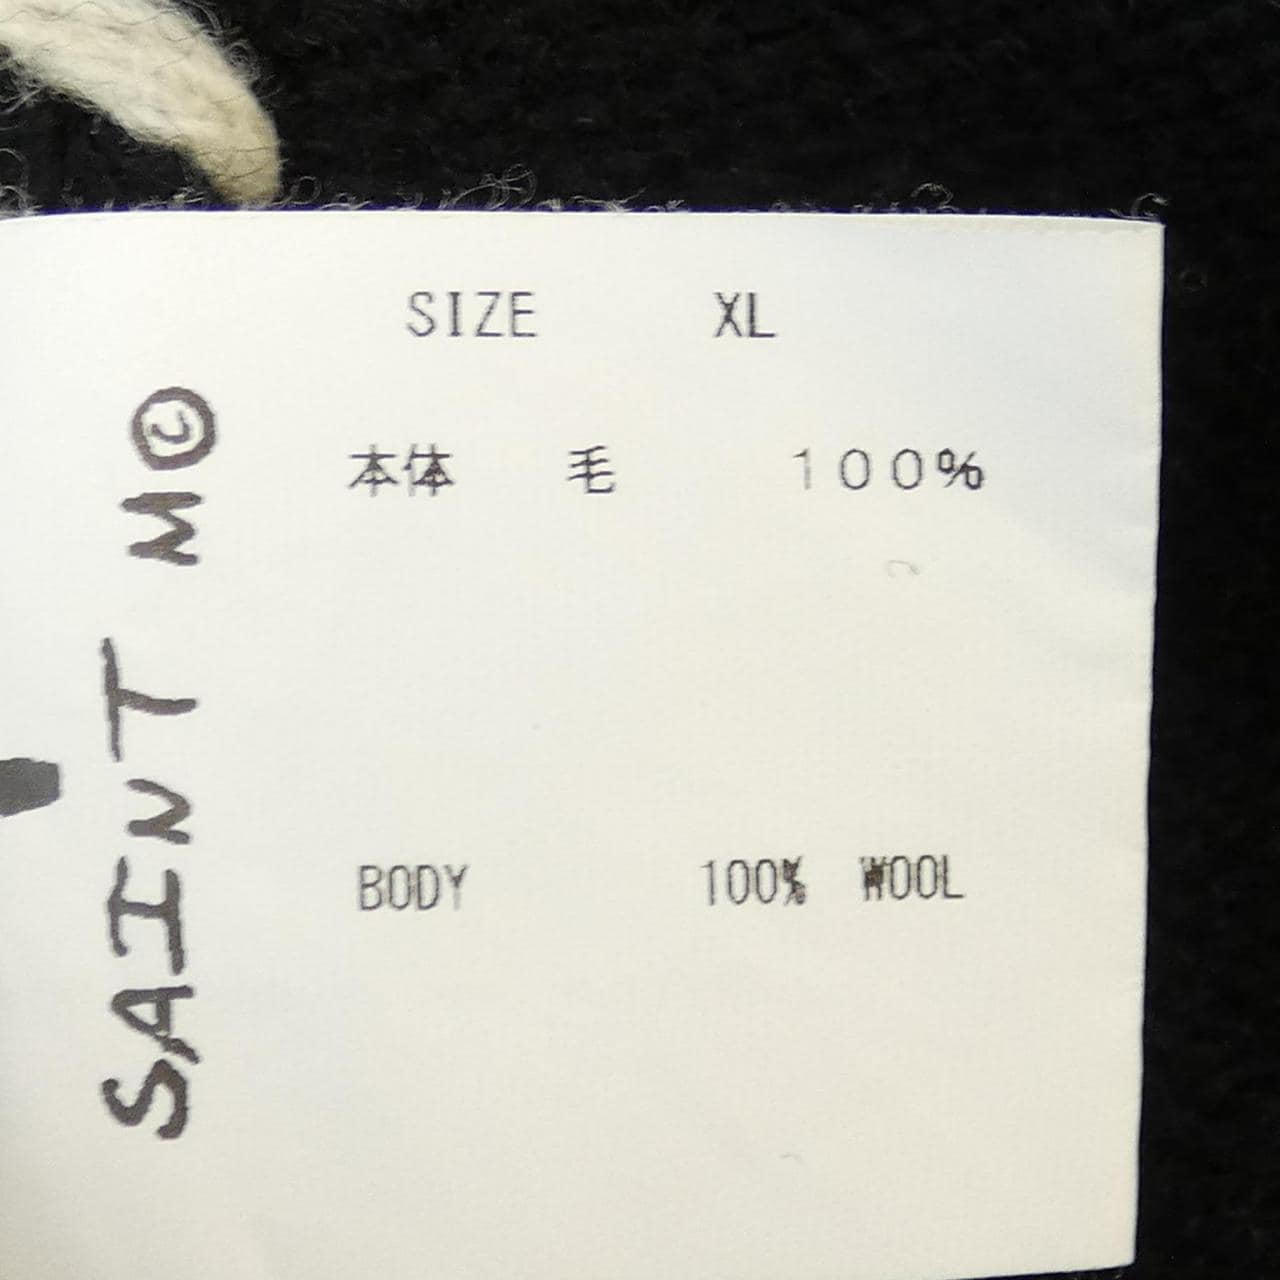 SIZE XL
本体 毛 100%
BODY 100% WOOL
SAINT M©